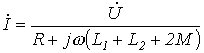 İ = U̇ / (R + jω(L₁ + L₂ + 2M))